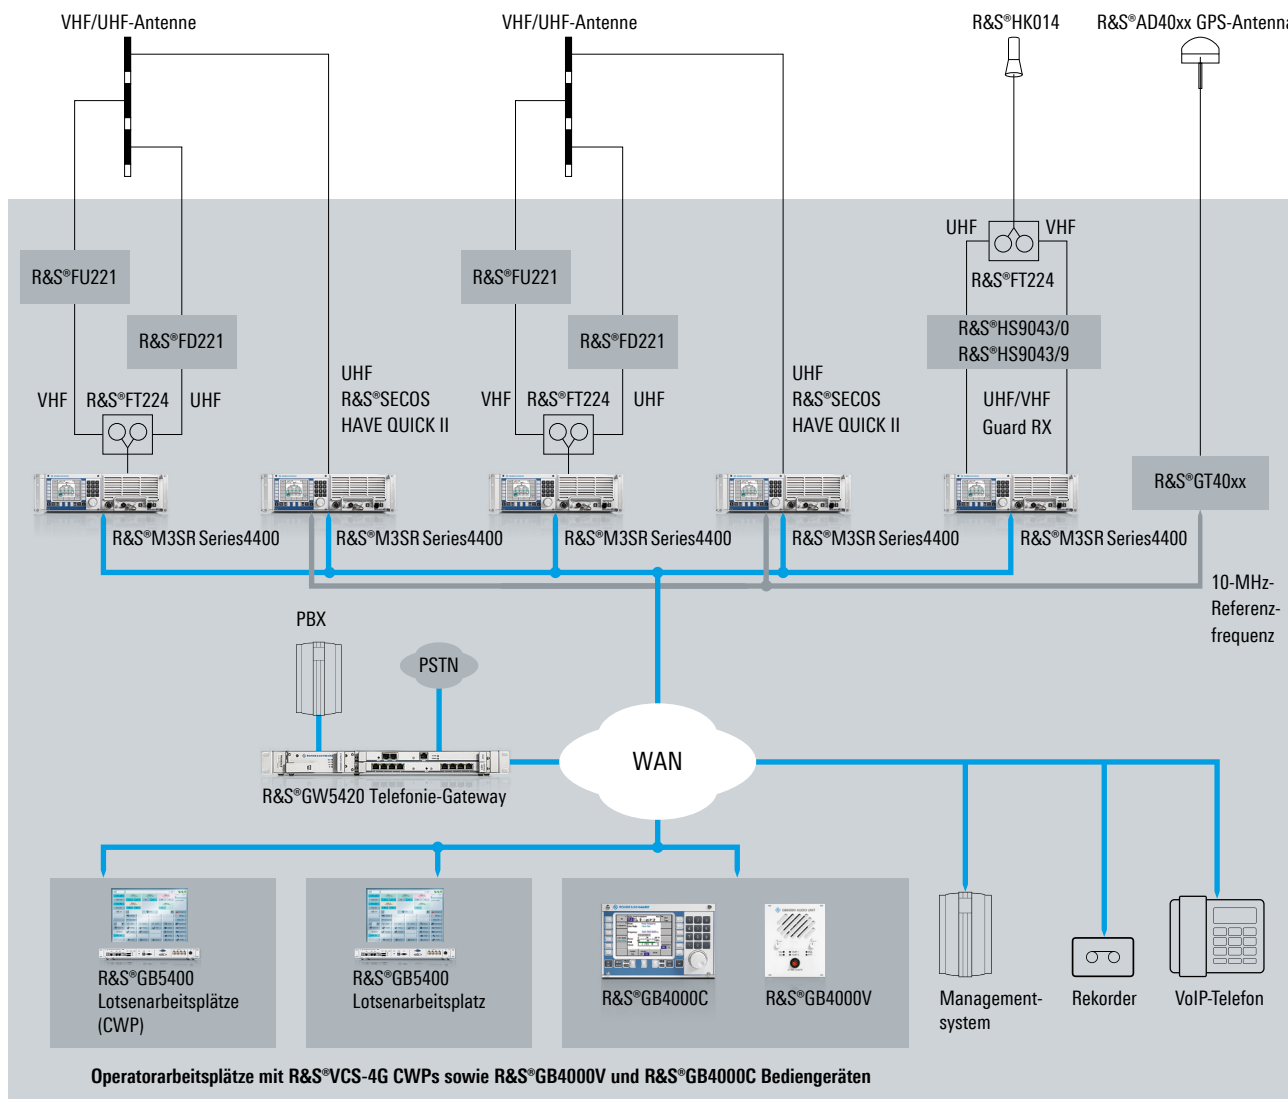 VHF/UHF-Antenne
VHF/UHF-Antenne
R&S®HK014
R&S®AD40xx GPS-Antenna
UHF
VHF
R&S®FT224
R&S®FU221
R&S®FD221
R&S®FU221
R&S®FD221
R&S®HS9043/0
R&S®HS9043/9
VHF
R&S®FT224
UHF
UHF
R&S®SECOS
HAVE QUICK II
VHF
R&S®FT224
UHF
UHF
R&S®SECOS
HAVE QUICK II
UHF/VHF
Guard RX
R&S®GT40xx
R&S®M3SR Series4400
R&S®M3SR Series4400
R&S®M3SR Series4400
R&S®M3SR Series4400
R&S®M3SR Series4400
10-MHz-
Referenz-
frequenz
PBX
PSTN
WAN
R&S®GW5420 Telefonie-Gateway
R&S®GB5400
Lotsenarbeitsplätze
(CWP)
R&S®GB5400
Lotsenarbeitsplatz
R&S®GB4000C
R&S®GB4000V
Management-
system
Rekorder
VoIP-Telefon
Operatorarbeitsplätze mit R&S®VCS-4G CWPs sowie R&S®GB4000V und R&S®GB4000C Bediengeräten